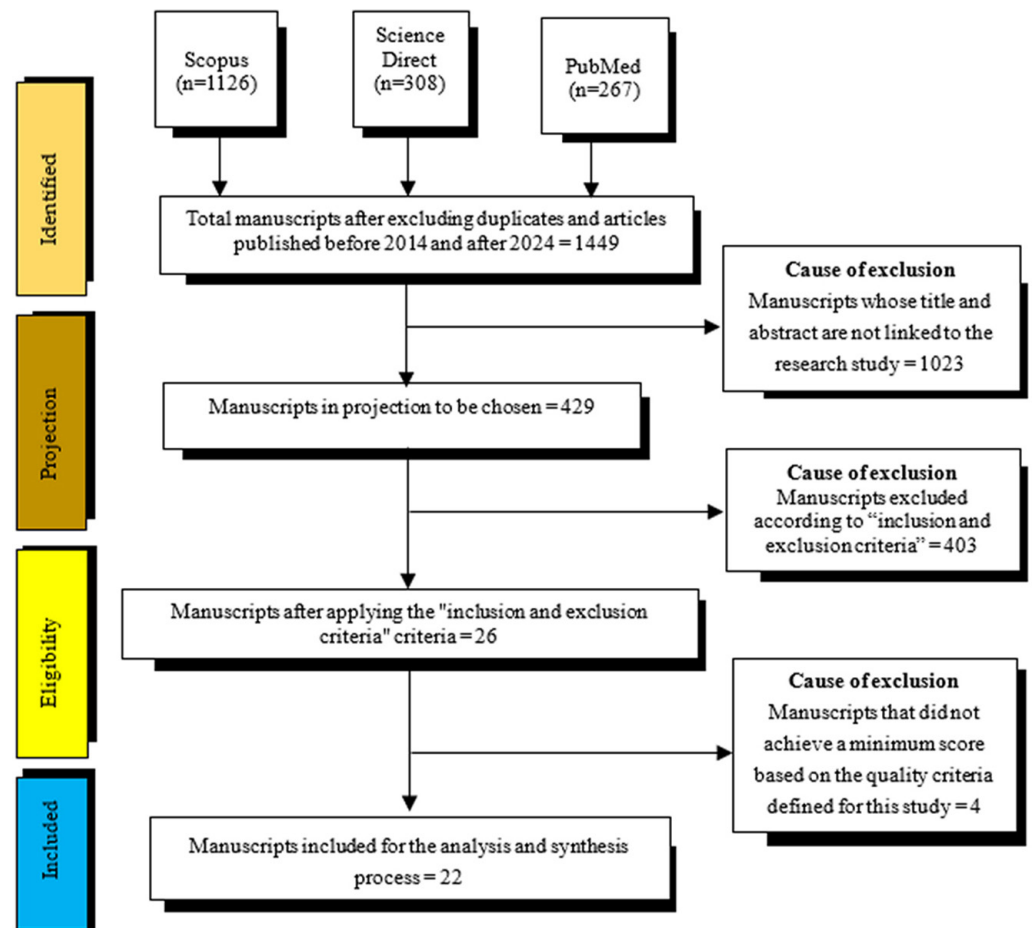 Scopus
(n=1126)
Science
Direct
(n=308)
PubMed
(n=267)
Identified
Total manuscripts after excluding duplicates and articles
published before 2014 and after 2024 = 1449
Cause of exclusion
Manuscripts whose title and
abstract are not linked to the
research study = 1023
Projection
Manuscripts in projection to be chosen = 429
Cause of exclusion
Manuscripts excluded
according to “inclusion and
exclusion criteria” = 403
Eligibility
Manuscripts after applying the "inclusion and exclusion
criteria" criteria = 26
Cause of exclusion
Manuscripts that did not
achieve a minimum score
based on the quality criteria
defined for this study = 4
Included
Manuscripts included for the analysis and synthesis
process = 22